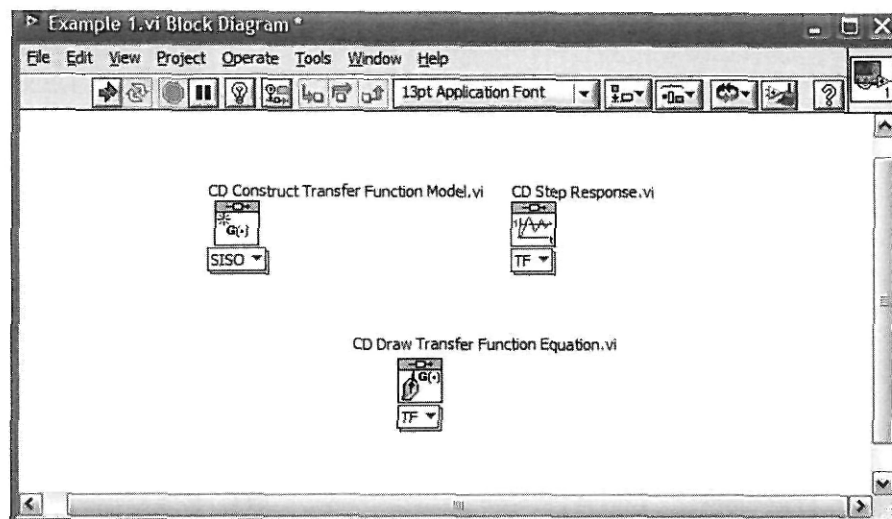 Example 1.vi Block Diagram *
File Edit View Project Operate Tools Window Help
13pt Application Font
1
CD Construct Transfer Function Model.vi
CD Step Response.vi
G(·)
SISO
TF
CD Draw Transfer Function Equation.vi
G(·)
TF